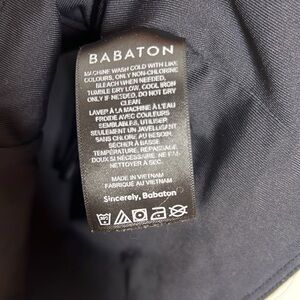 BABATON
MACHINE WASH COLD WITH LIKE
COLOURS, ONLY NON-CHLORINE
BLEACH WHEN NEEDED,
TUMBLE DRY LOW, COOL IRON
ONLY IF NEEDED, DO NOT DRY
CLEAN
LAVER À LA MACHINE À L'EAU
FROIDE AVEC COULEURS
SEMBLABLES, UTILISER
SEULEMENT UN JAVELLISANT
SANS CHLORE AU BESOIN,
SÉCHER À BASSE
TEMPÉRATURE, REPASSAGE
DOUX SI NÉCESSAIRE, NE PAS
NETTOYER À SEC.
MADE IN VIETNAM
FABRIQUÉ AU VIETNAM
Sincerely, Babaton